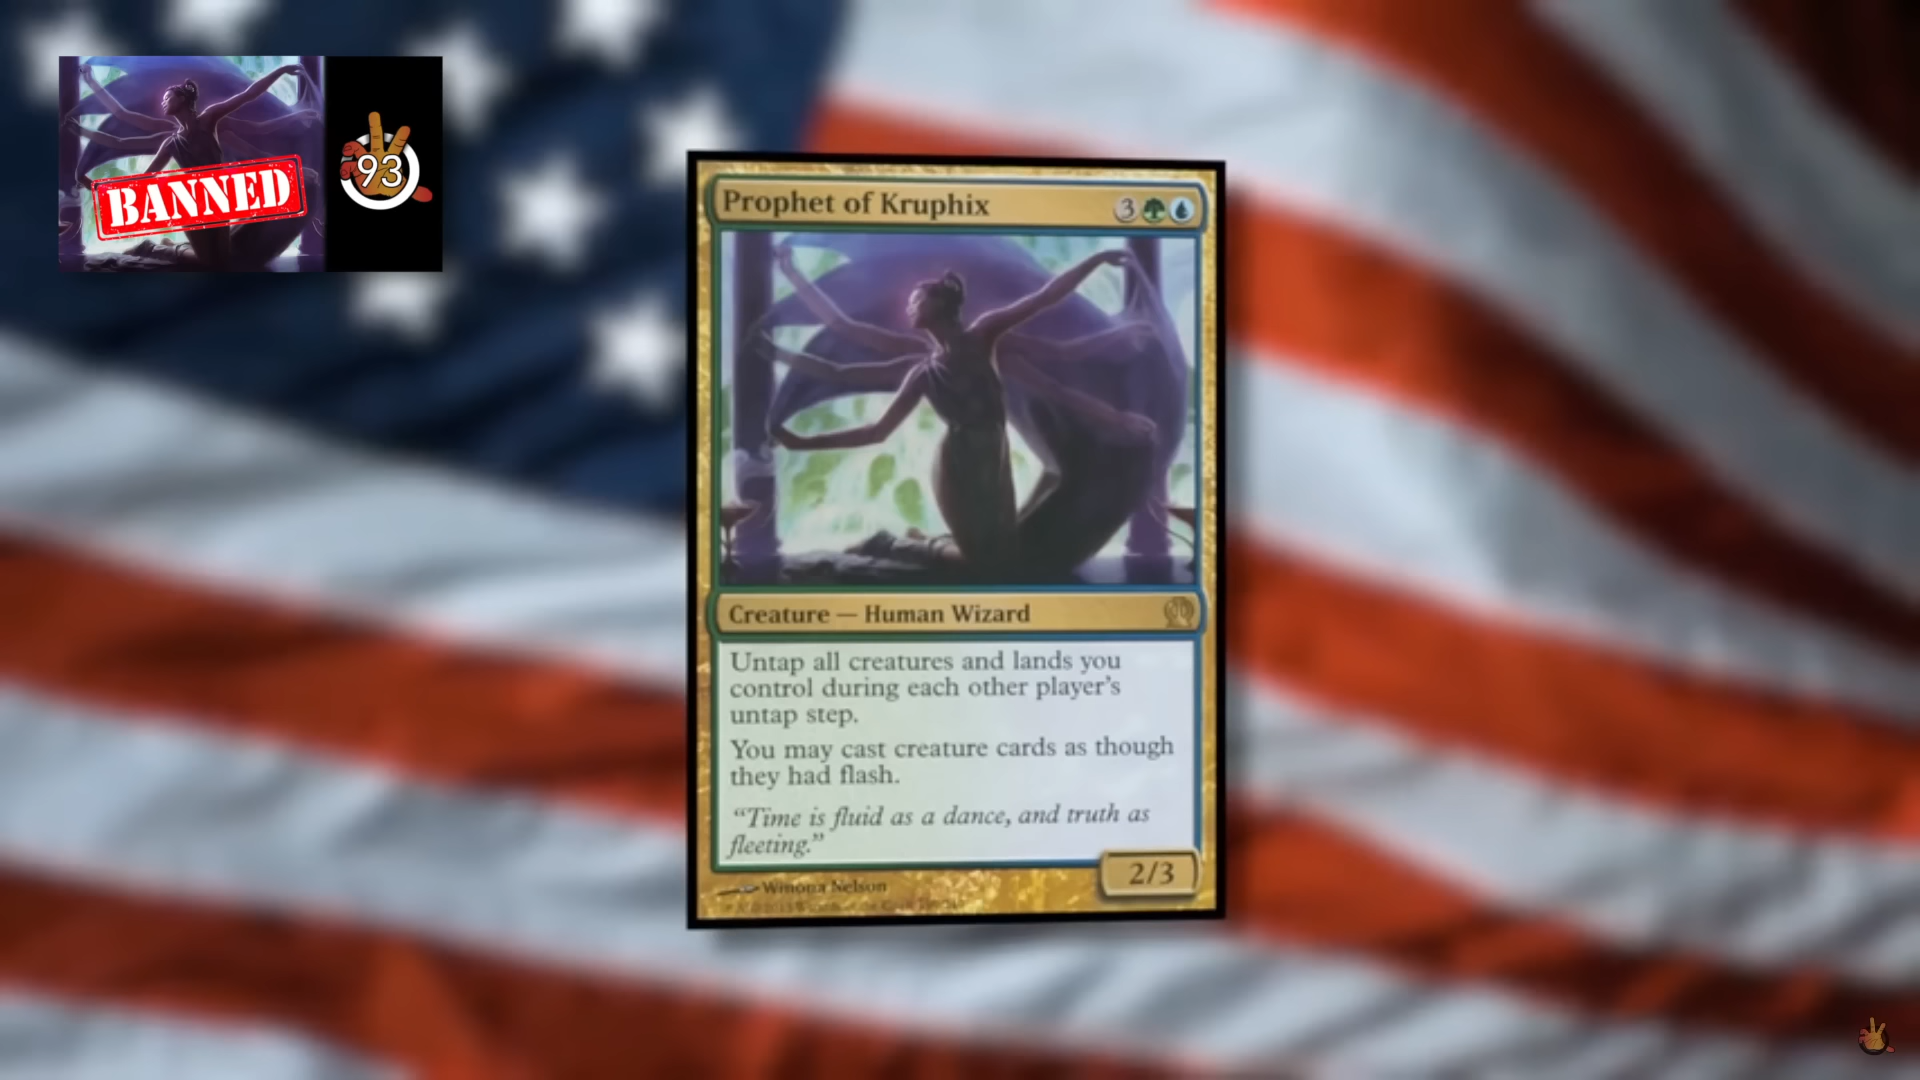 BANNED
93
Prophet of Kruphix
3
Creature — Human Wizard
Untap all creatures and lands you
control during each other player's
untap step.
You may cast creature cards as though
they had flash.
“Time is fluid as a dance, and truth as
fleeting.”
2/3
Winona Nelson